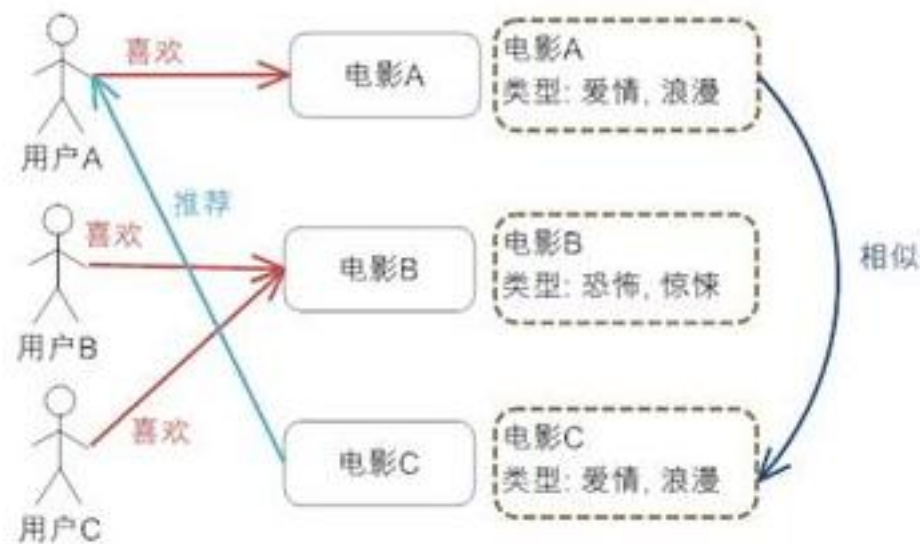 喜欢
电影A
电影A
类型: 爱情, 浪漫
用户A
推荐
喜欢
电影B
电影B
类型: 恐怖, 惊悚
相似
用户B
喜欢
电影C
电影C
类型: 爱情, 浪漫
用户C